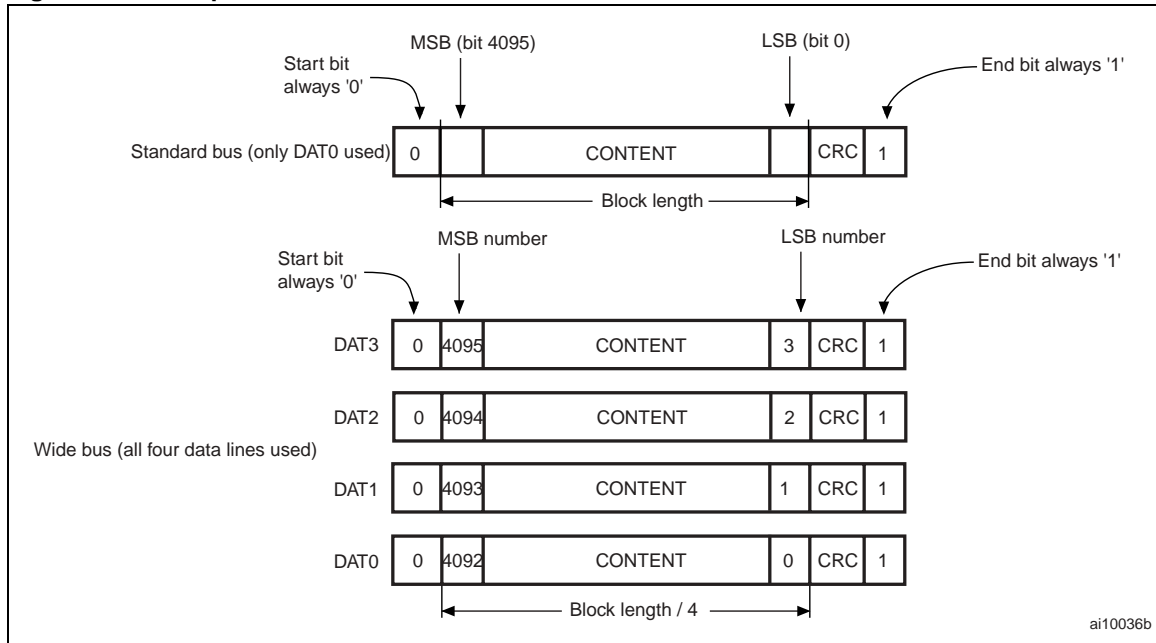 MSB (bit 4095)
LSB (bit 0)
Start bit
always '0'
End bit always '1'
Standard bus (only DAT0 used)
0
CONTENT
CRC
1
Block length
MSB number
LSB number
Start bit
always '0'
End bit always '1'
DAT3
0
4095
CONTENT
3
CRC
1
DAT2
0
4094
CONTENT
2
CRC
1
Wide bus (all four data lines used)
DAT1
0
4093
CONTENT
1
CRC
1
DAT0
0
4092
CONTENT
0
CRC
1
Block length / 4
ai10036b